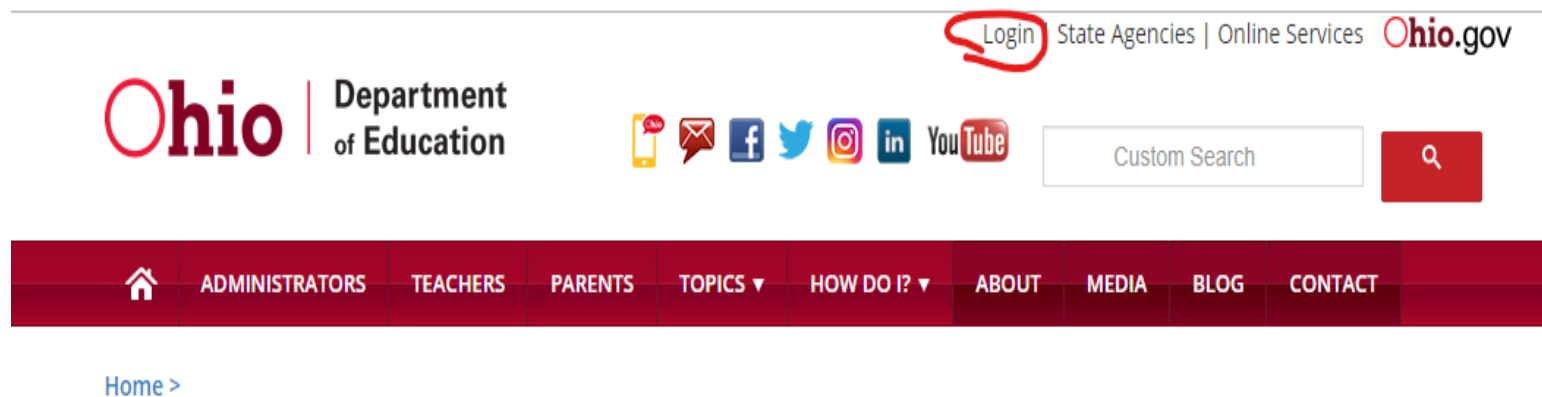 Login | State Agencies | Online Services Ohio.gov
Ohio | Department of Education
You Tube
Custom Search
ADMINISTRATORS TEACHERS PARENTS TOPICS ▼ HOW DO I? ▼ ABOUT MEDIA BLOG CONTACT
Home >